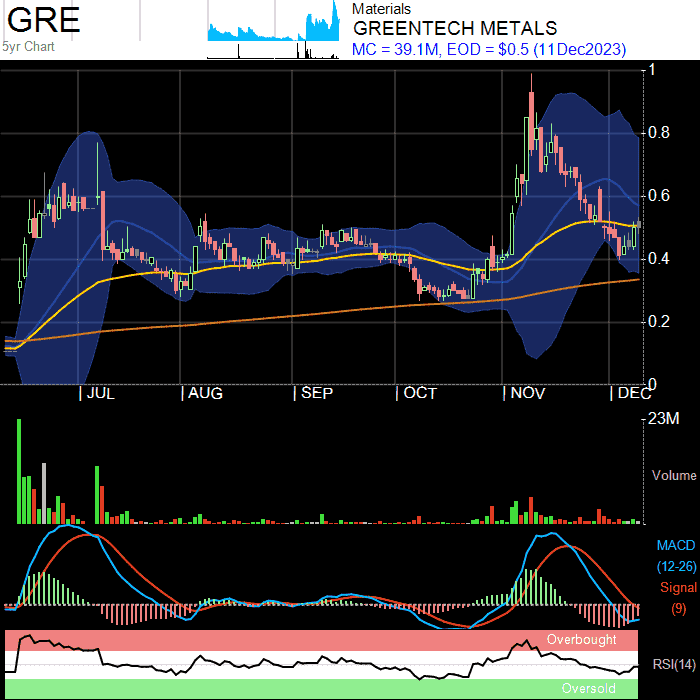 GRE
5yr Chart
Materials
GREENTECH METALS
MC = 39.1M, EOD = $0.5 (11Dec2023)
1
0.8
0.6
0.4
0.2
0
JUL AUG SEP OCT NOV DEC
23M
Volume
MACD
(12-26)
Signal
(9)
Overbought
RSI(14)
Oversold